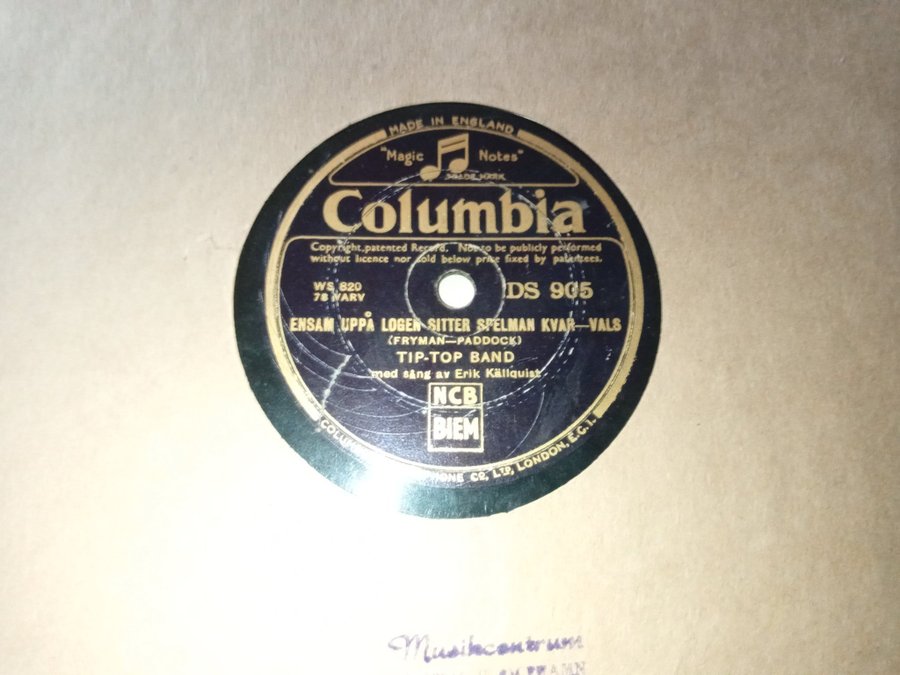 MADE IN ENGLAND
"Magic Notes"
TRADE MARK
Columbia
Copyright, patented Record. Not to be publicly performed
without licence nor sold below price fixed by patentees.
WS 820
78 VARV
DS 905
ENSAM UPPÅ LOGEN SITTER SPELMAN KVAR—VALS
(FRYMAN—PADDOCK)
TIP-TOP BAND
med sång av Erik Källquist
NCB
BIEM
CO., LTD, LONDON, E.C.1.
Musikcentrum